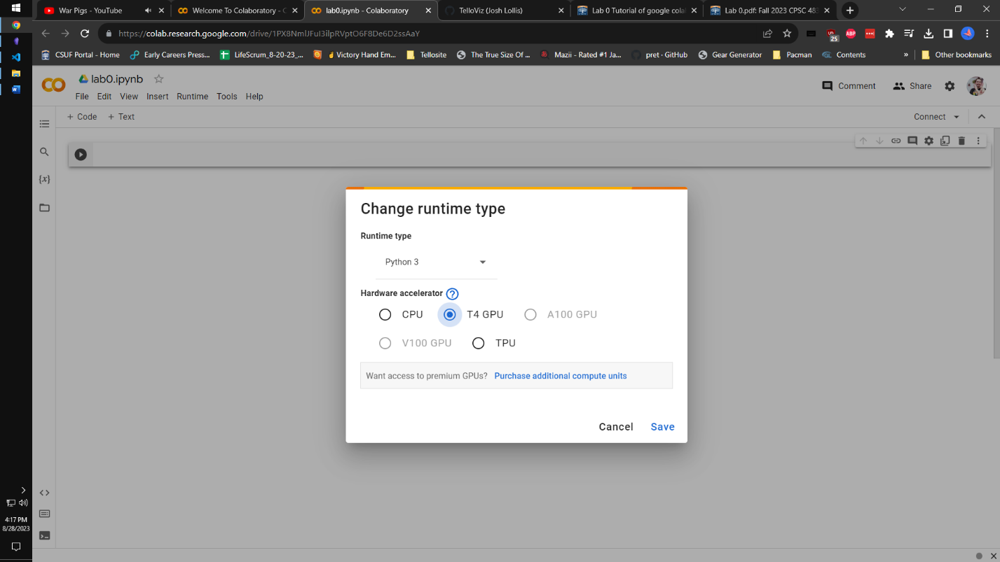 War Pigs - YouTube
Welcome To Colaboratory - C
lab0.ipynb - Colaboratory
TelloViz (Josh Lollis)
Lab 0 Tutorial of google cola
Lab 0.pdf: Fall 2023 CPSC 483
https://colab.research.google.com/drive/1PX8NmlJFuI3ilpRVptO6F8De6D2ssAaY
25
ABP
CSUF Portal - Home
Early Careers Press...
LifeScrum_8-20-23_...
Victory Hand Em...
Tellosite
The True Size Of ...
Mazii - Rated #1 Ja...
pret · GitHub
Gear Generator
Pacman
Contents
»
Other bookmarks
lab0.ipynb
File Edit View Insert Runtime Tools Help
Comment
Share
+ Code + Text
Connect
{x}
Change runtime type
Runtime type
Python 3
Hardware accelerator ?
CPU T4 GPU A100 GPU
V100 GPU TPU
Want access to premium GPUs? Purchase additional compute units
Cancel Save
4:17 PM
8/28/2023